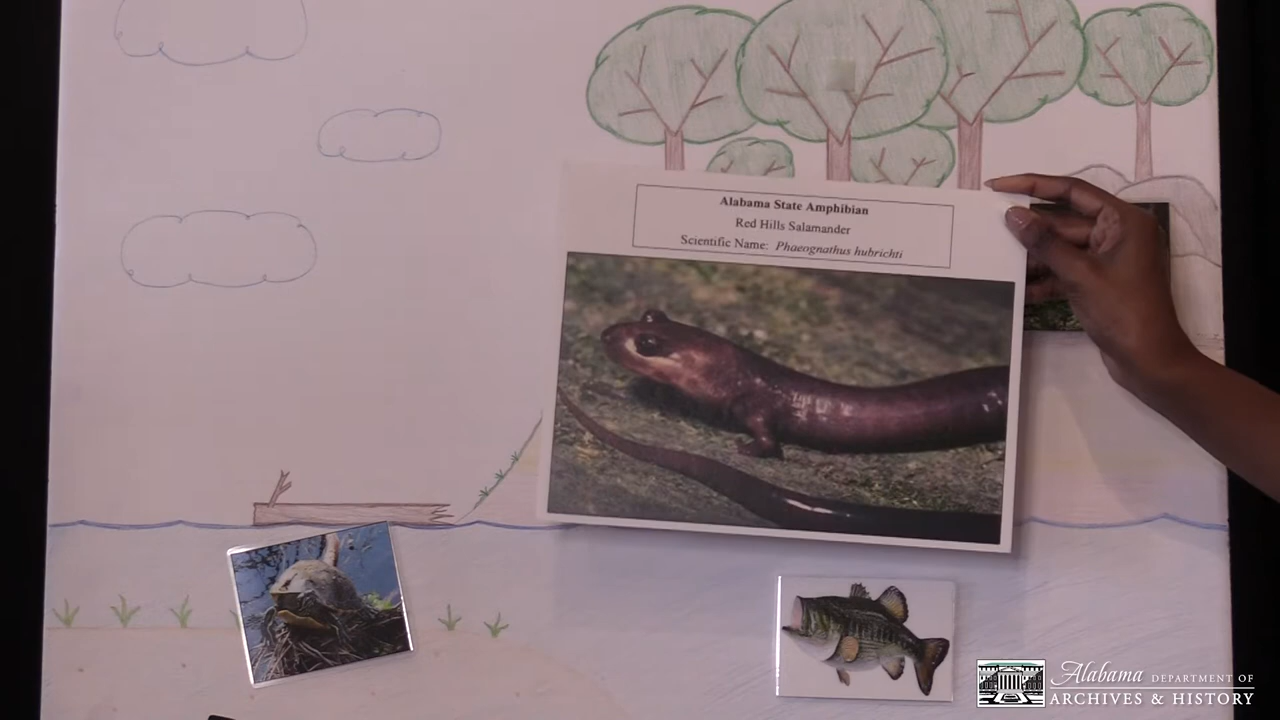 Alabama State Amphibian
Red Hills Salamander
Scientific Name: Phaeognathus hubrichti
Alabama DEPARTMENT OF
ARCHIVES & HISTORY